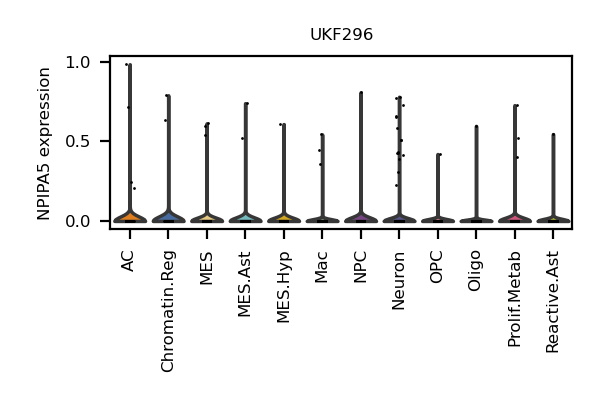 UKF296
NPIPA5 expression
1.0
0.5
0.0
AC
Chromatin.Reg
MES
MES.Ast
MES.Hyp
Mac
NPC
Neuron
OPC
Oligo
Prolif.Metab
Reactive.Ast